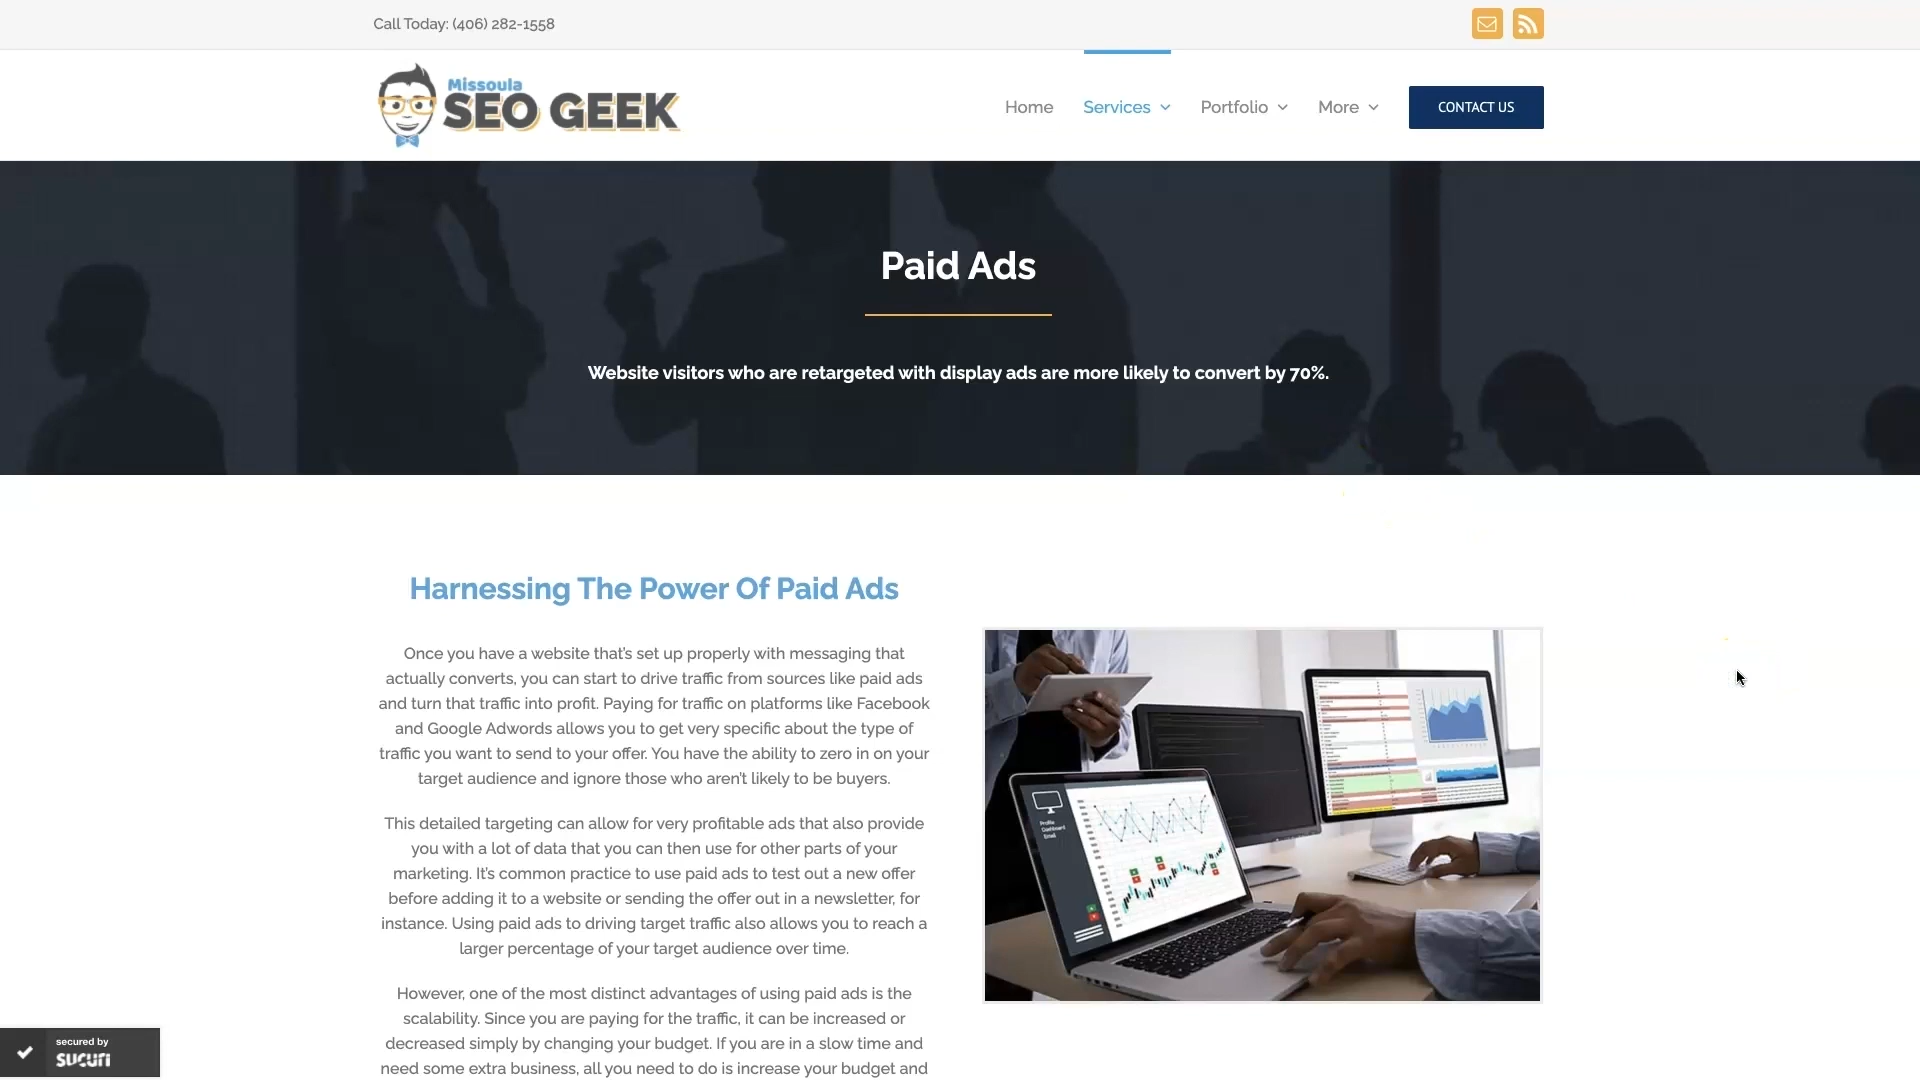 Call Today: (406) 282-1558
Missoula
SEO GEEK
Home
Services
Portfolio
More
CONTACT US
Paid Ads
Website visitors who are retargeted with display ads are more likely to convert by 70%.
Harnessing The Power Of Paid Ads
Once you have a website that's set up properly with messaging that
actually converts, you can start to drive traffic from sources like paid ads
and turn that traffic into profit. Paying for traffic on platforms like Facebook
and Google Adwords allows you to get very specific about the type of
traffic you want to send to your offer. You have the ability to zero in on your
target audience and ignore those who aren't likely to be buyers.
This detailed targeting can allow for very profitable ads that also provide
you with a lot of data that you can then use for other parts of your
marketing. It's common practice to use paid ads to test out a new offer
before adding it to a website or sending the offer out in a newsletter, for
instance. Using paid ads to driving target traffic also allows you to reach a
larger percentage of your target audience over time.
However, one of the most distinct advantages of using paid ads is the
scalability. Since you are paying for the traffic, it can be increased or
decreased simply by changing your budget. If you are in a slow time and
need some extra business, all you need to do is increase your budget and
Profile
Dashboard
Email
secured by
sucuri